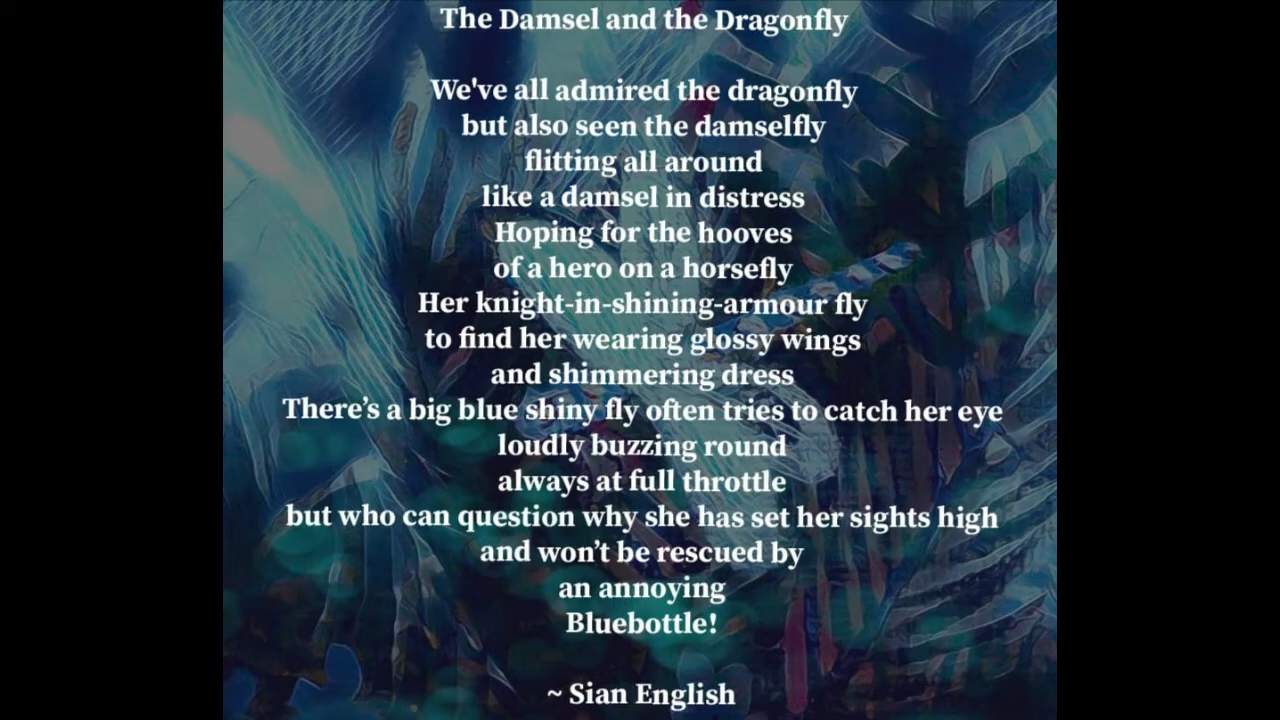 The Damsel and the Dragonfly
We've all admired the dragonfly
but also seen the damselfly
flitting all around
like a damsel in distress
Hoping for the hooves
of a hero on a horsefly
Her knight-in-shining-armour fly
to find her wearing glossy wings
and shimmering dress
There’s a big blue shiny fly often tries to catch her eye
loudly buzzing round
always at full throttle
but who can question why she has set her sights high
and won’t be rescued by
an annoying
Bluebottle!
~ Sian English